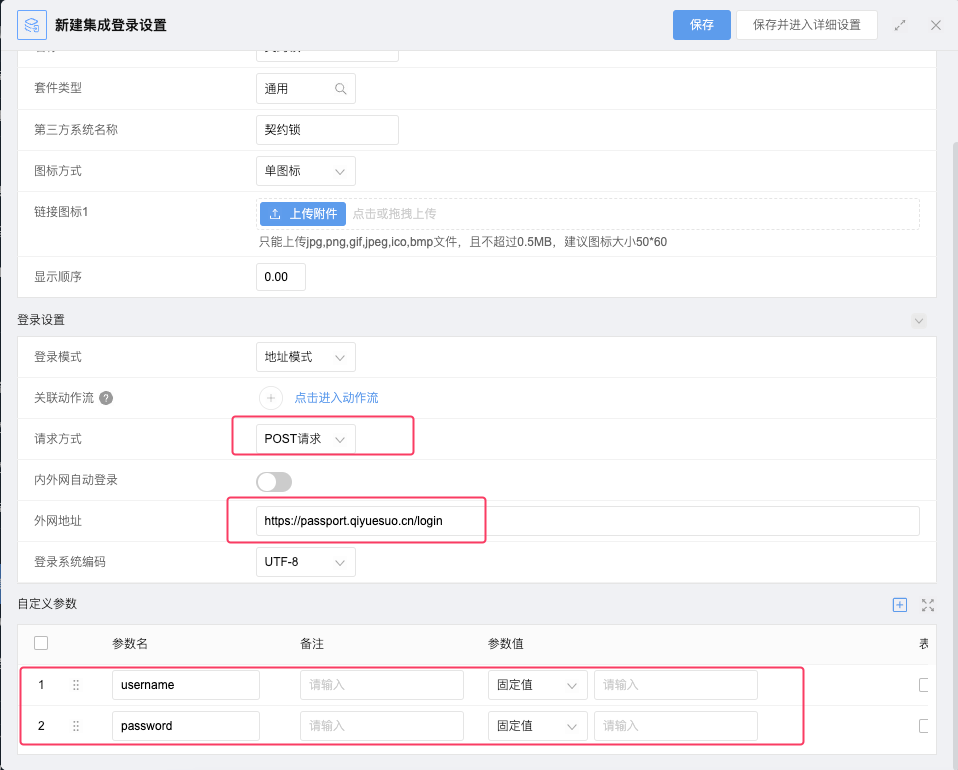 新建集成登录设置
保存
保存并进入详细设置
套件类型
通用
第三方系统名称
契约锁
图标方式
单图标
链接图标1
上传附件
点击或拖拽上传
只能上传jpg,png,gif,jpeg,ico,bmp文件，且不超过0.5MB，建议图标大小50*60
显示顺序
0.00
登录设置
登录模式
地址模式
关联动作流
?
点击进入动作流
请求方式
POST请求
内外网自动登录
外网地址
https://passport.qiyuesuo.cn/login
登录系统编码
UTF-8
自定义参数
参数名
备注
参数值
1
username
请输入
固定值
请输入
2
password
请输入
固定值
请输入